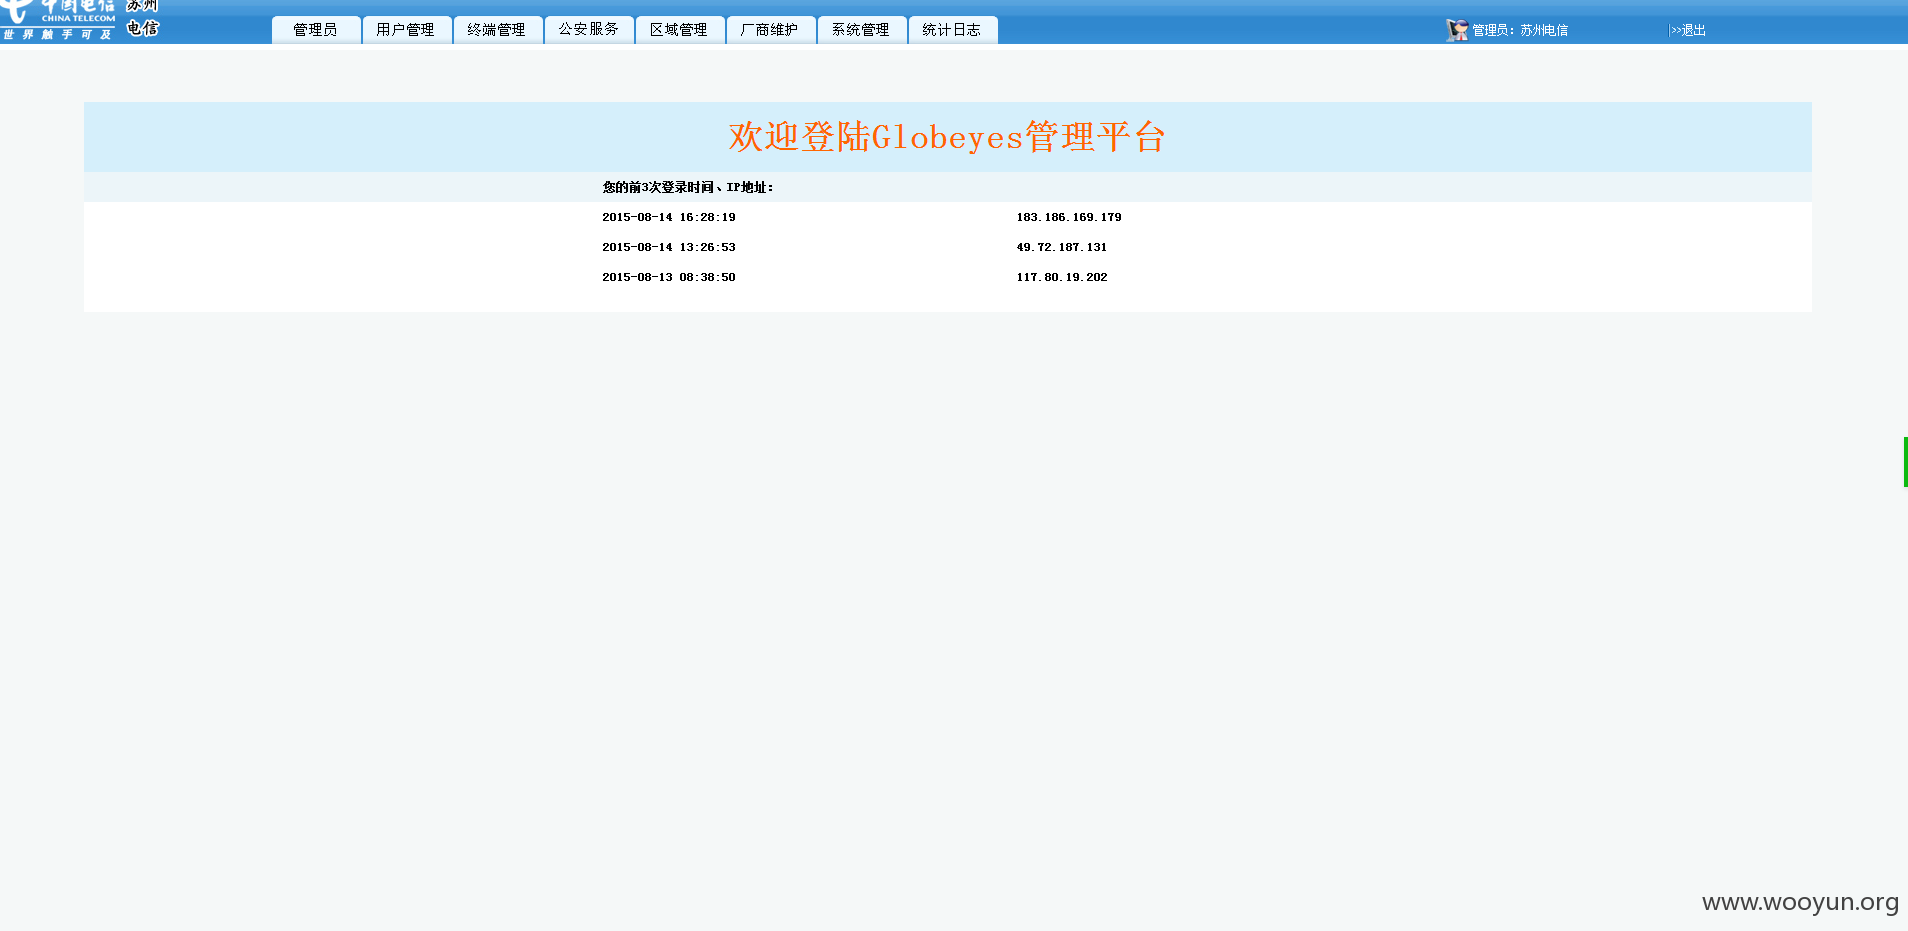 中国电信 苏州
CHINA TELECOM
世界触手可及 电信
管理员 用户管理 终端管理 公安服务 区域管理 厂商维护 系统管理 统计日志
管理员：苏州电信 >>退出
欢迎登陆Globeyes管理平台
您的前3次登录时间、IP地址：
2015-08-14 16:28:19 183.186.169.179
2015-08-14 13:26:53 49.72.187.131
2015-08-13 08:38:50 117.80.19.202
www.wooyun.org